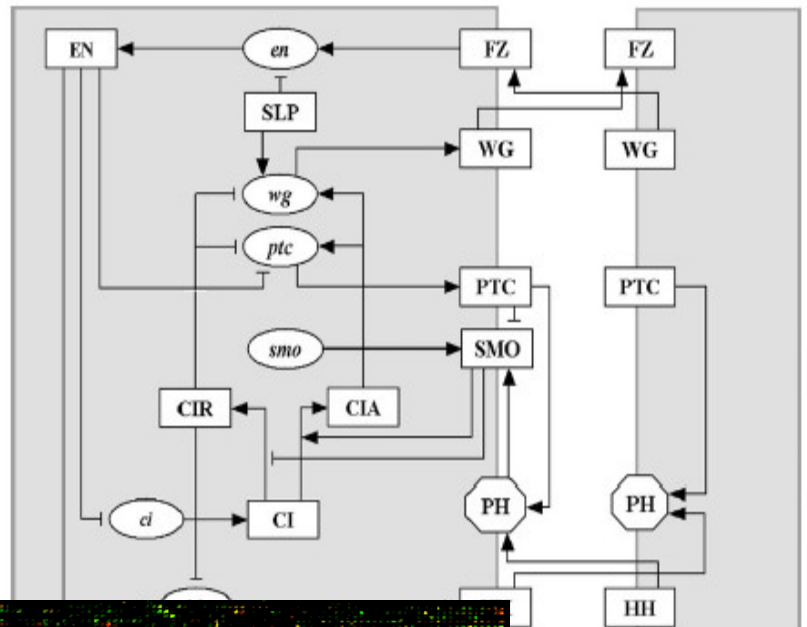 EN en FZ FZ
SLP
WG WG
wg
ptc
PTC PTC
smo SMO
CIR CIA
PH PH
ci CI
HH